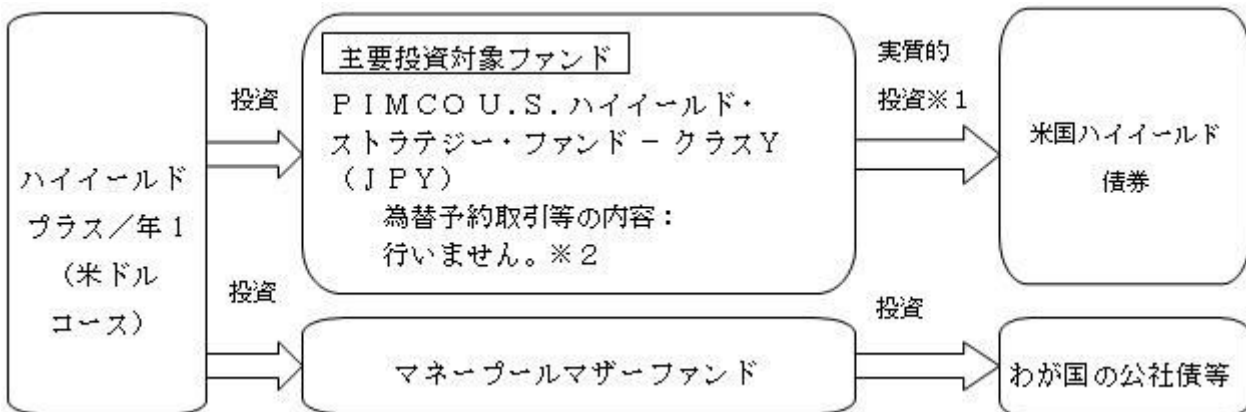 ハイイールド
プラス／年１
（米ドル
コース）
投資
投資
主要投資対象ファンド
ＰＩＭＣＯ Ｕ.Ｓ.ハイイールド・
ストラテジー・ファンド － クラスＹ
（ＪＰＹ）
為替予約取引等の内容：
行いません。※２
マネープールマザーファンド
実質的
投資※１
投資
米国ハイイールド
債券
わが国の公社債等